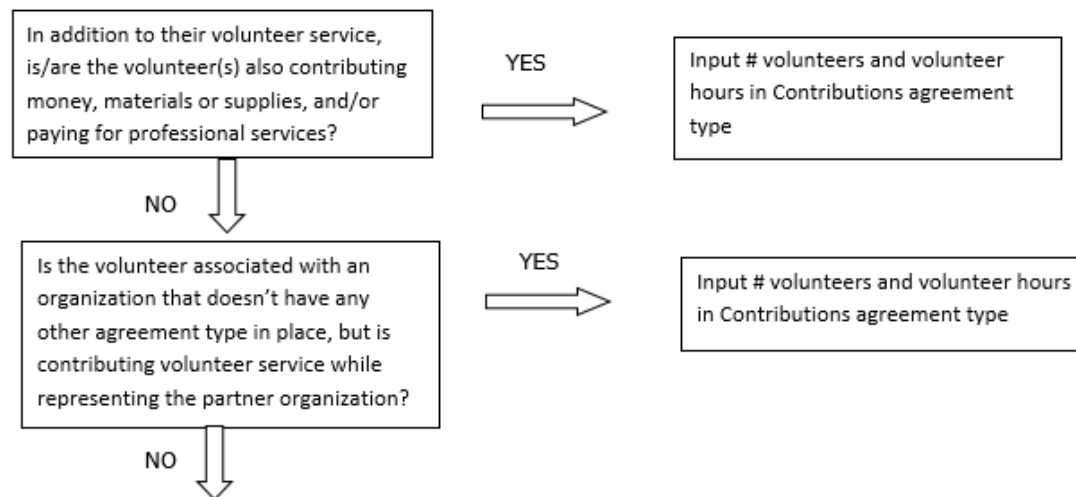 In addition to their volunteer service,
is/are the volunteer(s) also contributing
money, materials or supplies, and/or
paying for professional services?
YES
Input # volunteers and volunteer
hours in Contributions agreement
type
NO
Is the volunteer associated with an
organization that doesn’t have any
other agreement type in place, but is
contributing volunteer service while
representing the partner organization?
YES
Input # volunteers and volunteer hours
in Contributions agreement type
NO